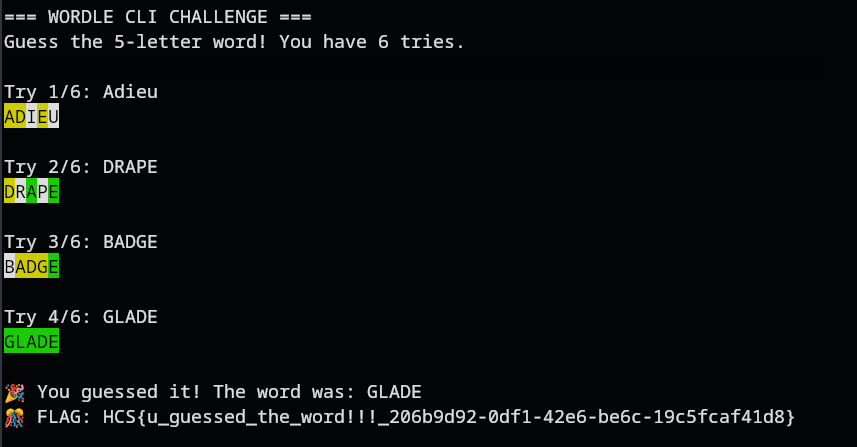 === WORDLE CLI CHALLENGE ===
Guess the 5-letter word! You have 6 tries.
Try 1/6: Adieu
ADIEU
Try 2/6: DRAPE
DRAPE
Try 3/6: BADGE
BADGE
Try 4/6: GLADE
GLADE
🎉 You guessed it! The word was: GLADE
🎊 FLAG: HCS{u_guessed_the_word!!!_206b9d92-0df1-42e6-be6c-19c5fcaf41d8}